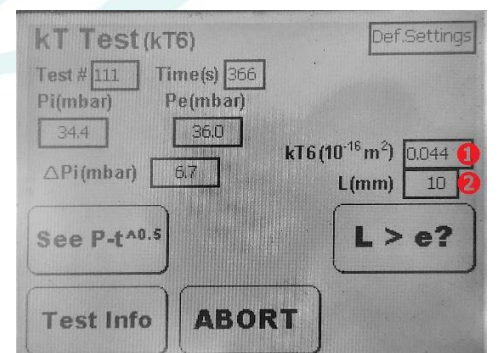 kT Test (kT6) Def.Settings
Test # 111 Time(s) 366
Pi(mbar) Pe(mbar)
34.4 36.0
kT6 (10⁻¹⁶ m²) 0.044 1
△Pi(mbar) 6.7
L(mm) 10 2
See P-t^0.5 L > e?
Test Info ABORT